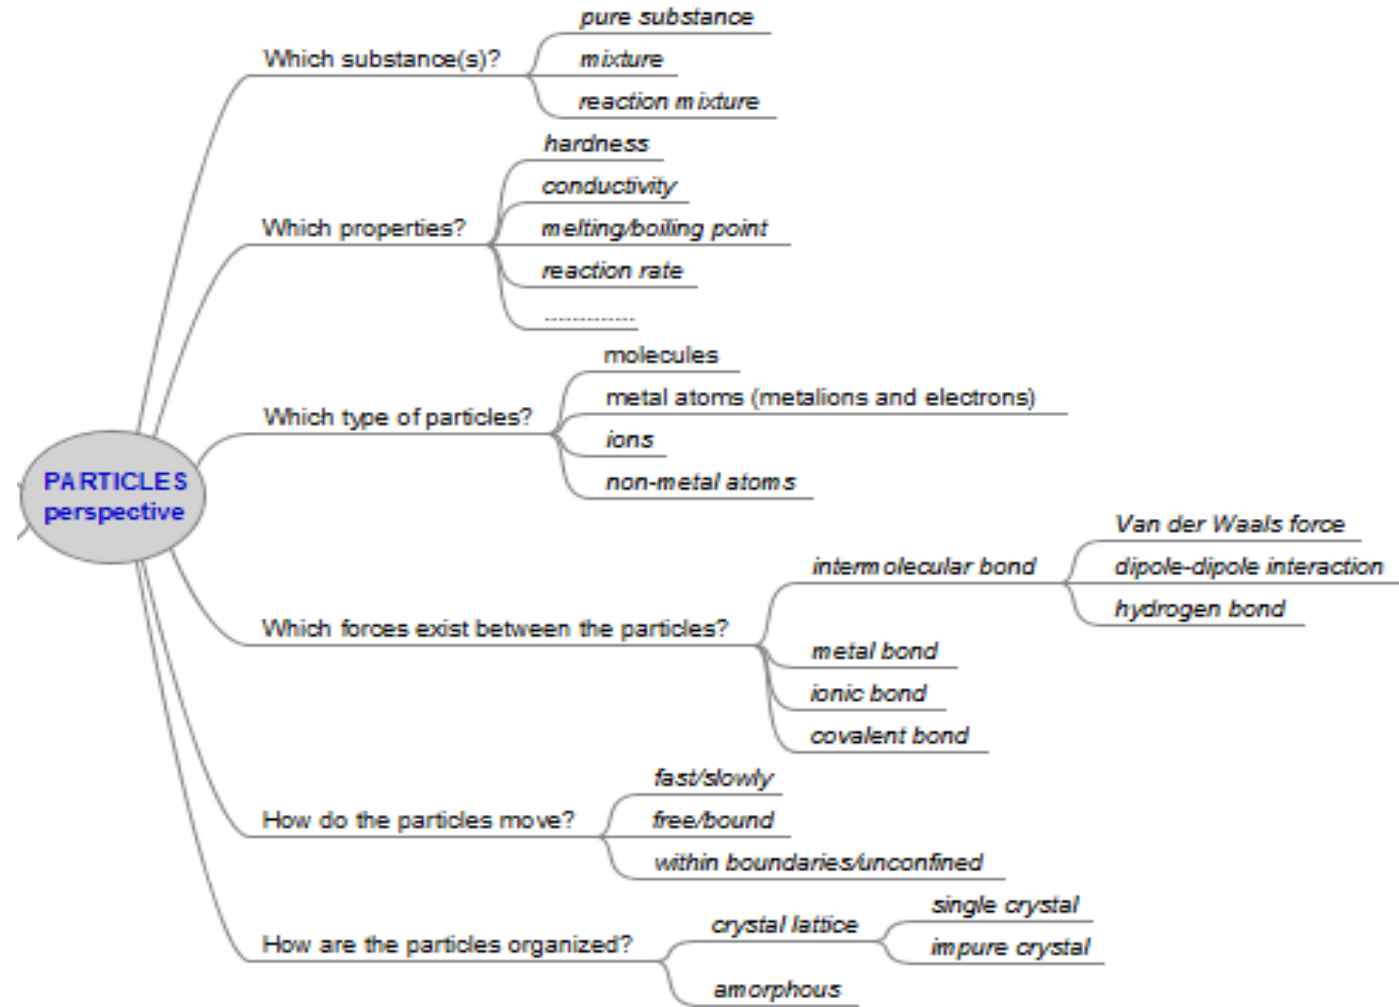 pure substance
Which substance(s)?
mixture
reaction mixture
hardness
conductivity
Which properties?
melting/boiling point
reaction rate
..............
molecules
metal atoms (metalions and electrons)
Which type of particles?
ions
non-metal atoms
PARTICLES
perspective
Van der Waals force
intermolecular bond
dipole-dipole interaction
hydrogen bond
Which forces exist between the particles?
metal bond
ionic bond
covalent bond
fast/slowly
How do the particles move?
free/bound
within boundaries/unconfined
single crystal
crystal lattice
impure crystal
How are the particles organized?
amorphous